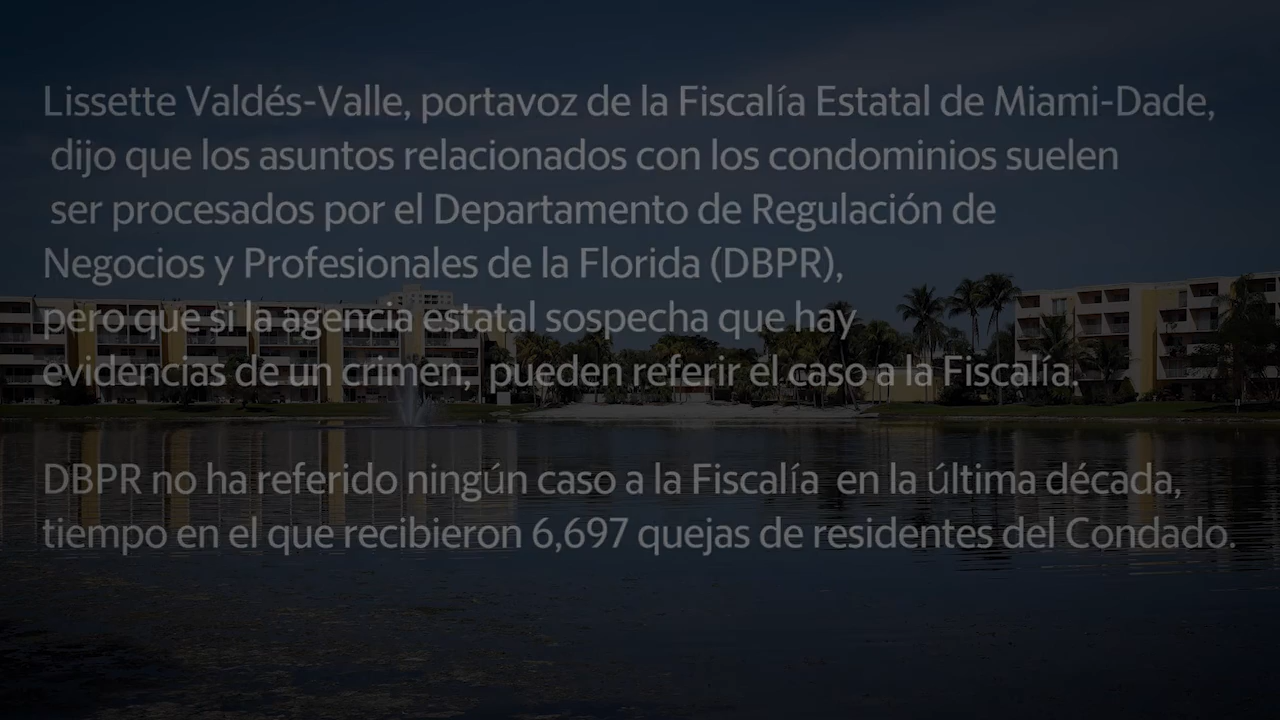 Lissette Valdés-Valle, portavoz de la Fiscalía Estatal de Miami-Dade,
dijo que los asuntos relacionados con los condominios suelen
ser procesados por el Departamento de Regulación de
Negocios y Profesionales de la Florida (DBPR),
pero que si la agencia estatal sospecha que hay
evidencias de un crimen, pueden referir el caso a la Fiscalía.
DBPR no ha referido ningún caso a la Fiscalía en la última década,
tiempo en el que recibieron 6,697 quejas de residentes del Condado.